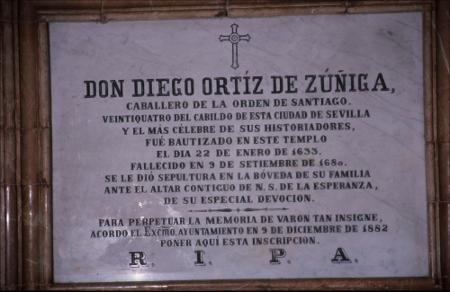 DON DIEGO ORTÍZ DE ZÚÑIGA,
CABALLERO DE LA ORDEN DE SANTIAGO.
VEINTIQUATRO DEL CABILDO DE ESTA CIUDAD DE SEVILLA
Y EL MÁS CÉLEBRE DE SUS HISTORIADORES,
FUÉ BAUTIZADO EN ESTE TEMPLO
EL DIA 22 DE ENERO DE 1633.
FALLECIDO EN 9 DE SETIEMBRE DE 1680.
SE LE DIÓ SEPULTURA EN LA BÓVEDA DE SU FAMILIA
ANTE EL ALTAR CONTIGUO DE N. S. DE LA ESPERANZA,
DE SU ESPECIAL DEVOCION.
PARA PERPETUAR LA MEMORIA DE VARON TAN INSIGNE,
ACORDO EL EXCMO. AYUNTAMIENTO EN 9 DE DICIEMBRE DE 1882
PONER AQUÍ ESTA INSCRIPCION.
R. I. P. A.